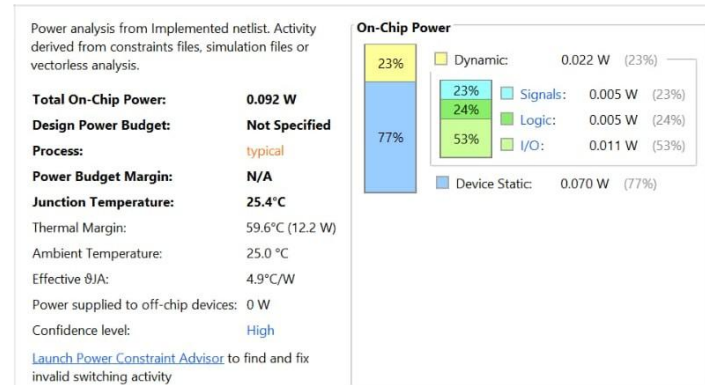 Power analysis from Implemented netlist. Activity
derived from constraints files, simulation files or
vectorless analysis.
Total On-Chip Power: 0.092 W
Design Power Budget: Not Specified
Process: typical
Power Budget Margin: N/A
Junction Temperature: 25.4°C
Thermal Margin: 59.6°C (12.2 W)
Ambient Temperature: 25.0 °C
Effective ϑJA: 4.9°C/W
Power supplied to off-chip devices: 0 W
Confidence level: High
Launch Power Constraint Advisor to find and fix
invalid switching activity
On-Chip Power
23%
77%
Dynamic: 0.022 W (23%)
23% Signals: 0.005 W (23%)
24% Logic: 0.005 W (24%)
53% I/O: 0.011 W (53%)
Device Static: 0.070 W (77%)